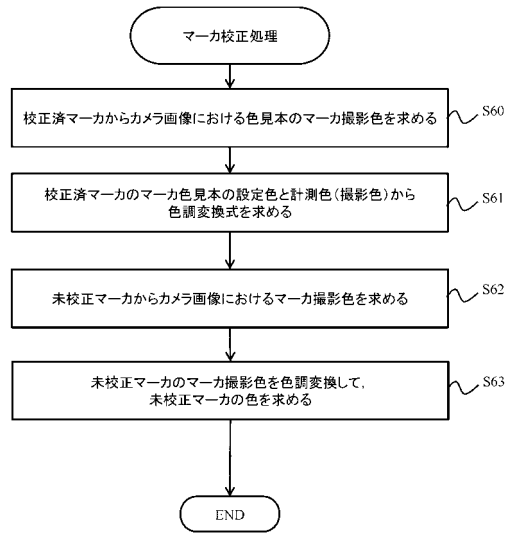 マーカ校正処理
校正済マーカからカメラ画像における色見本のマーカ撮影色を求める
S60
校正済マーカのマーカ色見本の設定色と計測色(撮影色)から
色調変換式を求める
S61
未校正マーカからカメラ画像におけるマーカ撮影色を求める
S62
未校正マーカのマーカ撮影色を色調変換して,
未校正マーカの色を求める
S63
END